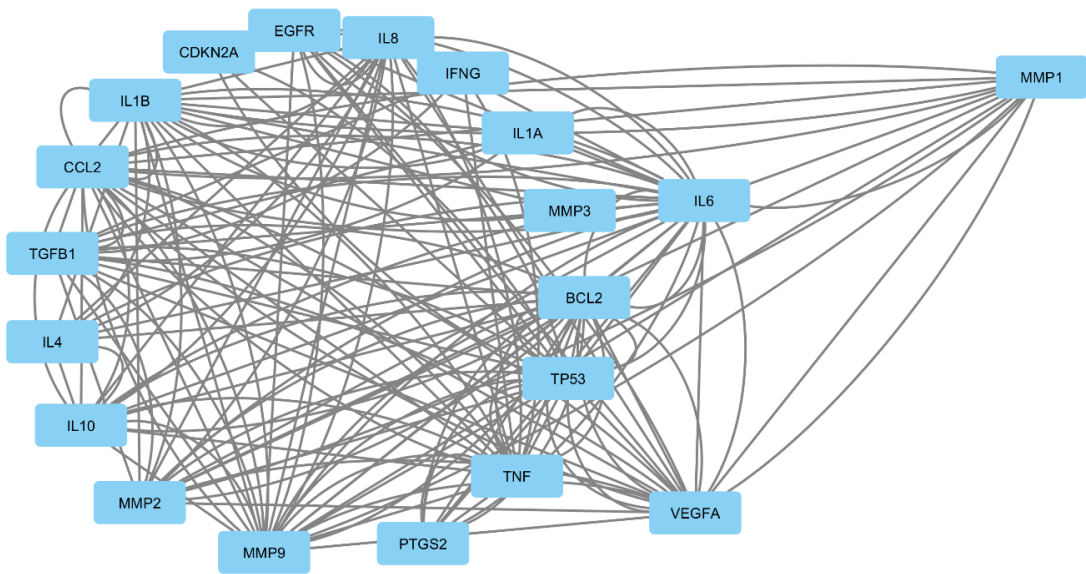 EGFR
IL8
CDKN2A
IFNG
MMP1
IL1B
IL1A
CCL2
IL6
MMP3
TGFB1
BCL2
IL4
TP53
IL10
TNF
MMP2
VEGFA
PTGS2
MMP9